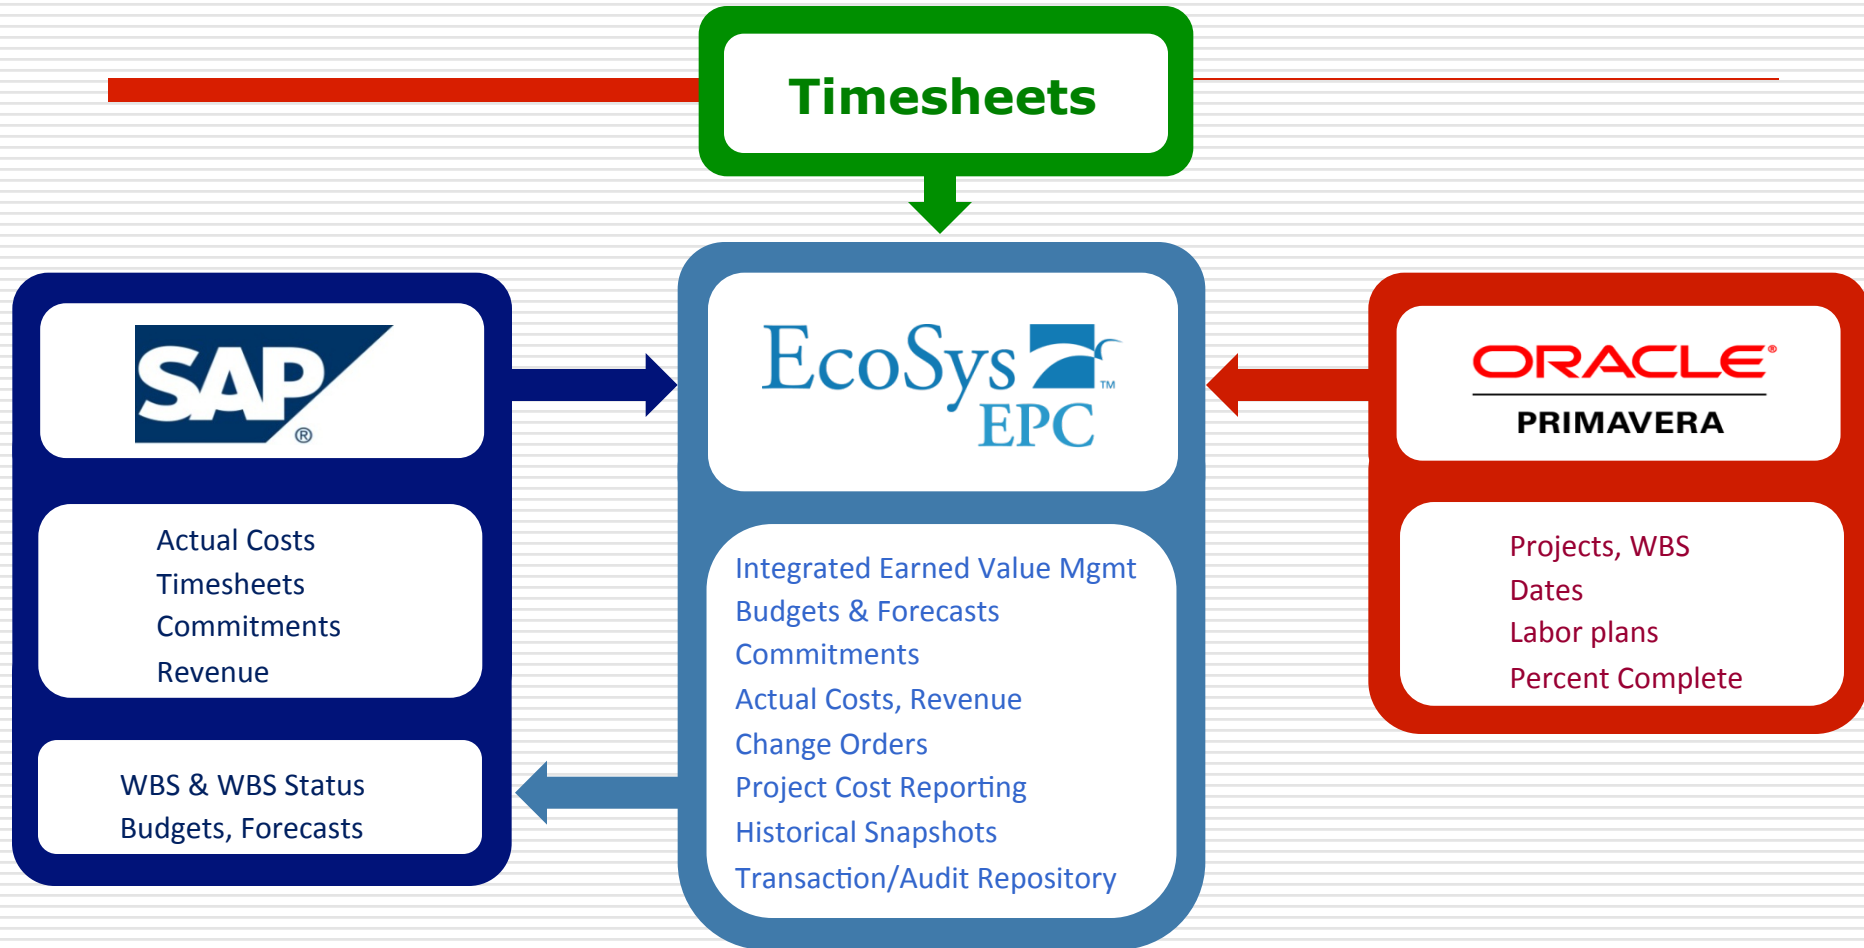 Timesheets
SAP
®
Actual Costs
Timesheets
Commitments
Revenue
WBS & WBS Status
Budgets, Forecasts
EcoSys
™
EPC
Integrated Earned Value Mgmt
Budgets & Forecasts
Commitments
Actual Costs, Revenue
Change Orders
Project Cost Reporting
Historical Snapshots
Transaction/Audit Repository
ORACLE®
PRIMAVERA
Projects, WBS
Dates
Labor plans
Percent Complete